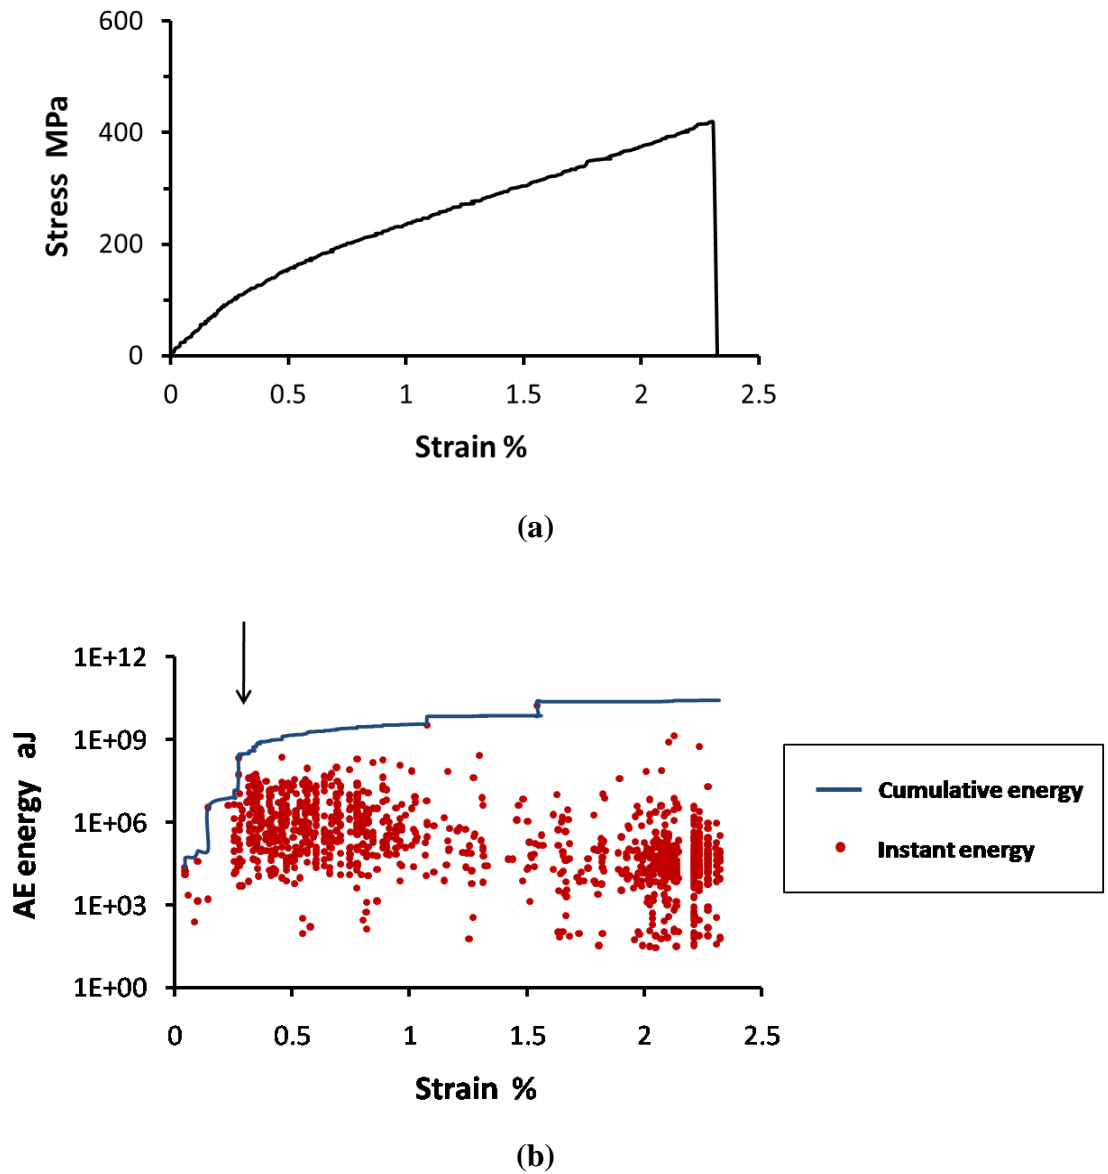 600
400
200
0
Stress MPa
0 0.5 1 1.5 2 2.5
Strain %
(a)
1E+12
1E+09
1E+06
1E+03
1E+00
AE energy aJ
0 0.5 1 1.5 2 2.5
Strain %
Cumulative energy
Instant energy
(b)